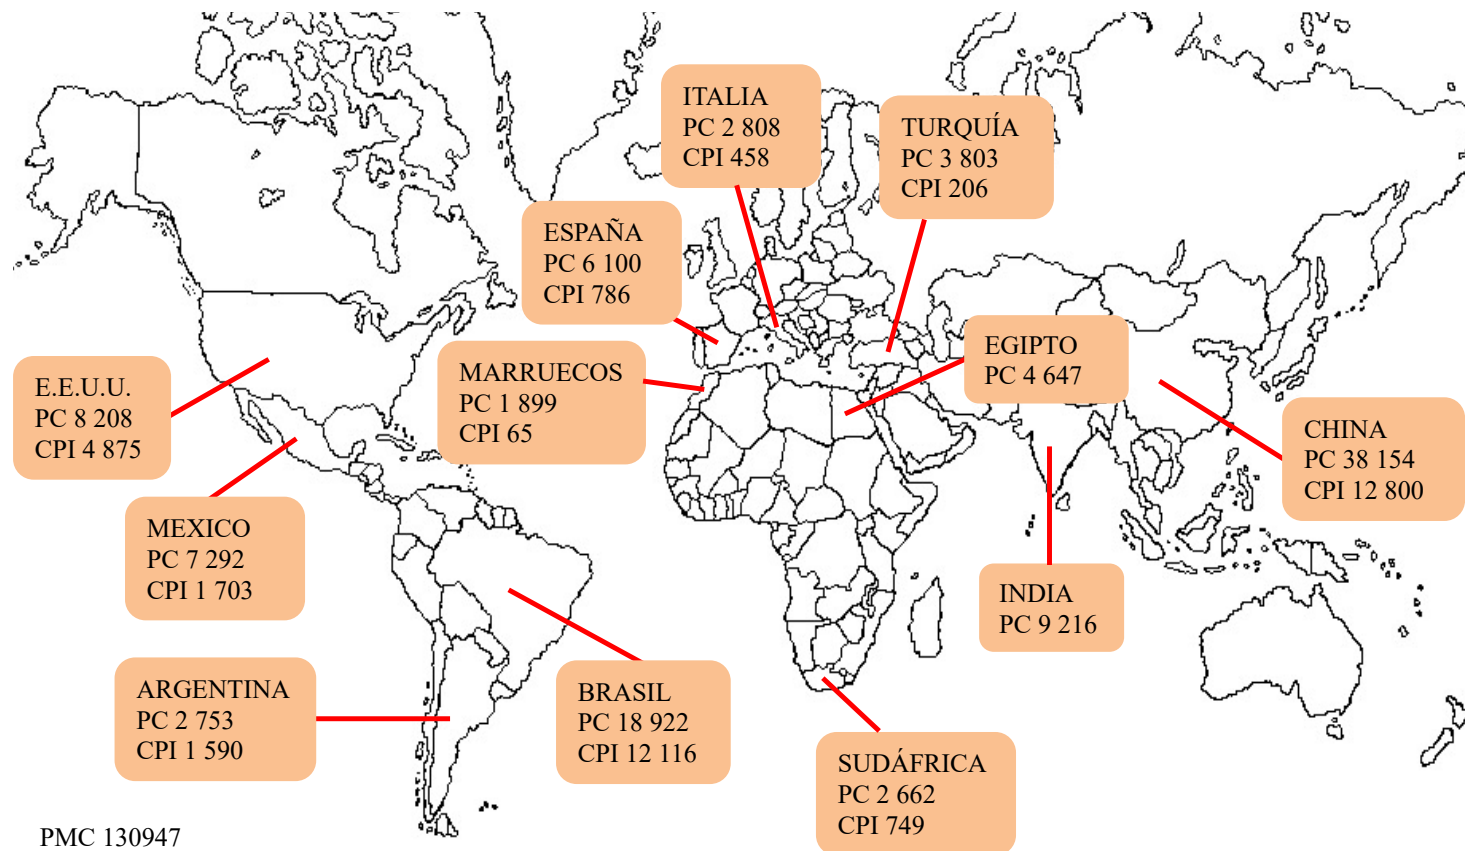 ITALIA
PC 2 808
CPI 458
TURQUÍA
PC 3 803
CPI 206
ESPAÑA
PC 6 100
CPI 786
EGIPTO
PC 4 647
MARRUECOS
PC 1 899
CPI 65
E.E.U.U.
PC 8 208
CPI 4 875
CHINA
PC 38 154
CPI 12 800
MEXICO
PC 7 292
CPI 1 703
INDIA
PC 9 216
ARGENTINA
PC 2 753
CPI 1 590
BRASIL
PC 18 922
CPI 12 116
SUDÁFRICA
PC 2 662
CPI 749
PMC 130947